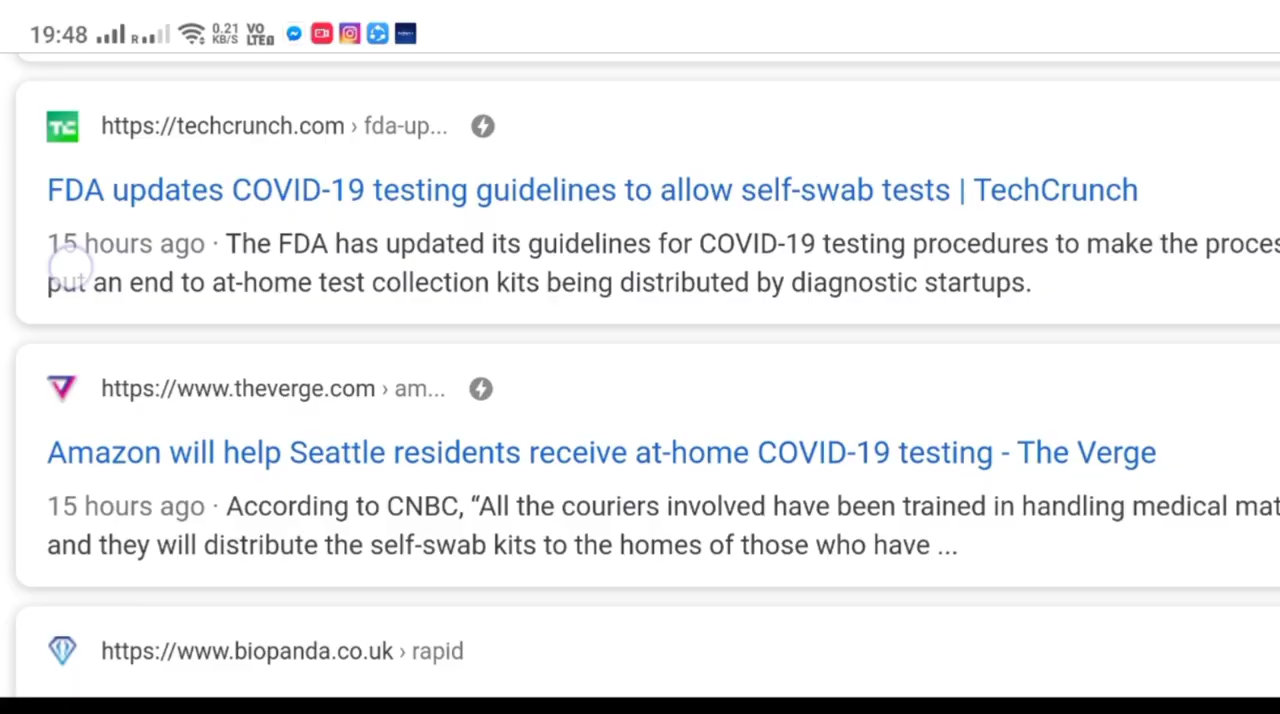 19:48 R 0.21 KB/S VO LTE
TC https://techcrunch.com › fda-up...
FDA updates COVID-19 testing guidelines to allow self-swab tests | TechCrunch
15 hours ago · The FDA has updated its guidelines for COVID-19 testing procedures to make the proces
put an end to at-home test collection kits being distributed by diagnostic startups.
https://www.theverge.com › am...
Amazon will help Seattle residents receive at-home COVID-19 testing - The Verge
15 hours ago · According to CNBC, “All the couriers involved have been trained in handling medical mat
and they will distribute the self-swab kits to the homes of those who have ...
https://www.biopanda.co.uk › rapid